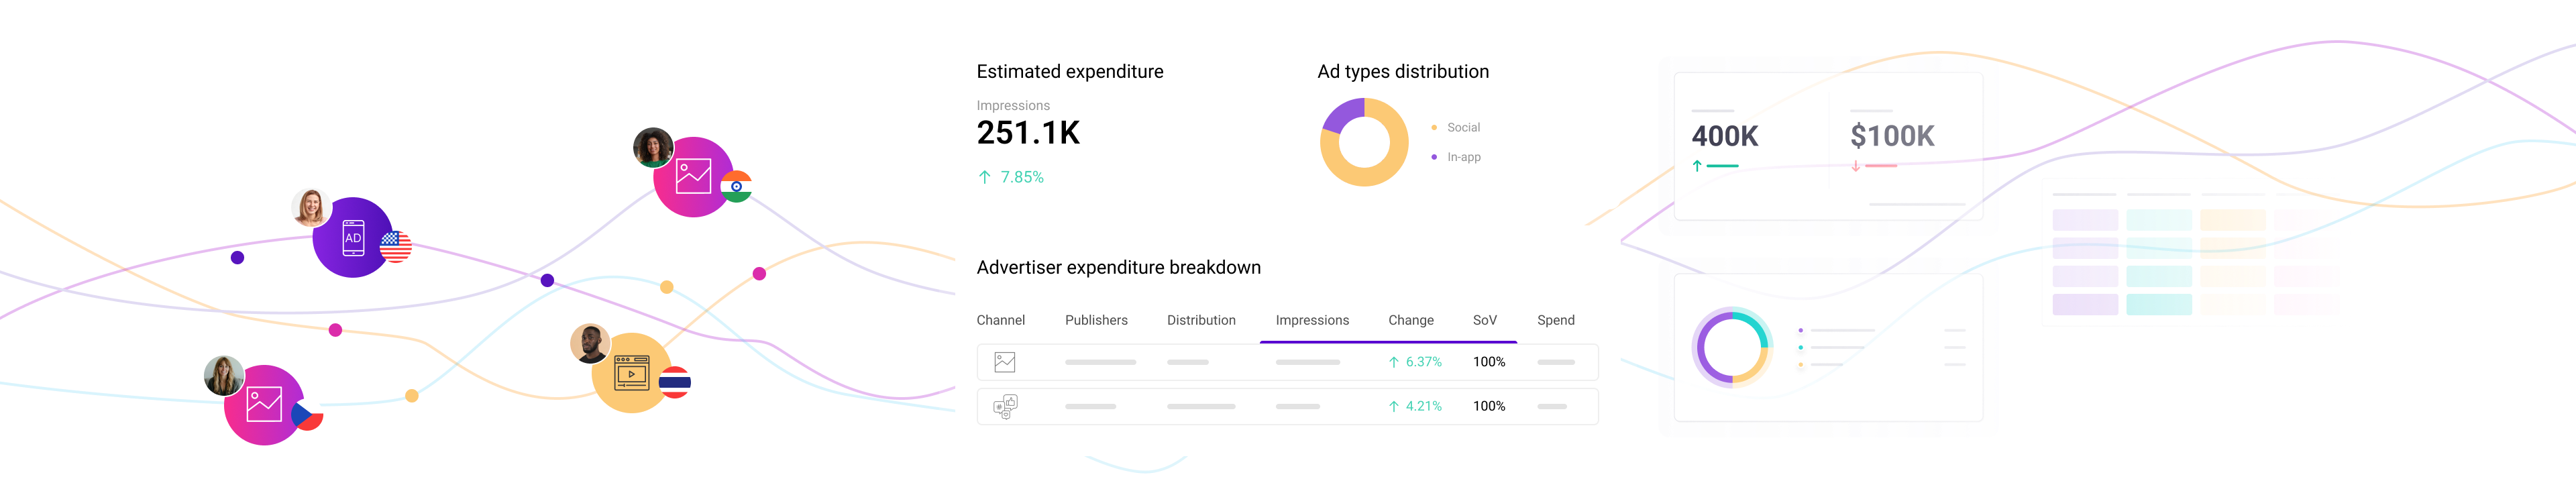 AD
Estimated expenditure
Impressions
251.1K
↑ 7.85%
Ad types distribution
Social
In-app
Advertiser expenditure breakdown
Channel Publishers Distribution Impressions Change SoV Spend
↑ 6.37% 100%
# ↑ 4.21% 100%
400K
$100K